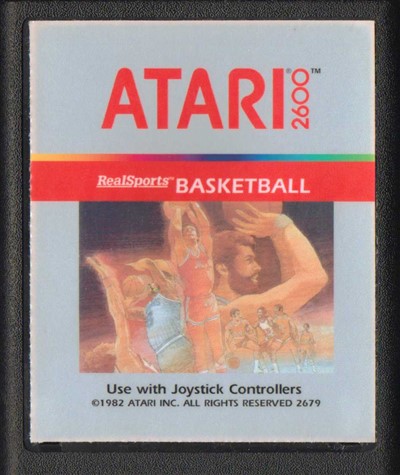 ATARI® 2600™
RealSports™ BASKETBALL
Use with Joystick Controllers
©1982 ATARI INC. ALL RIGHTS RESERVED 2679